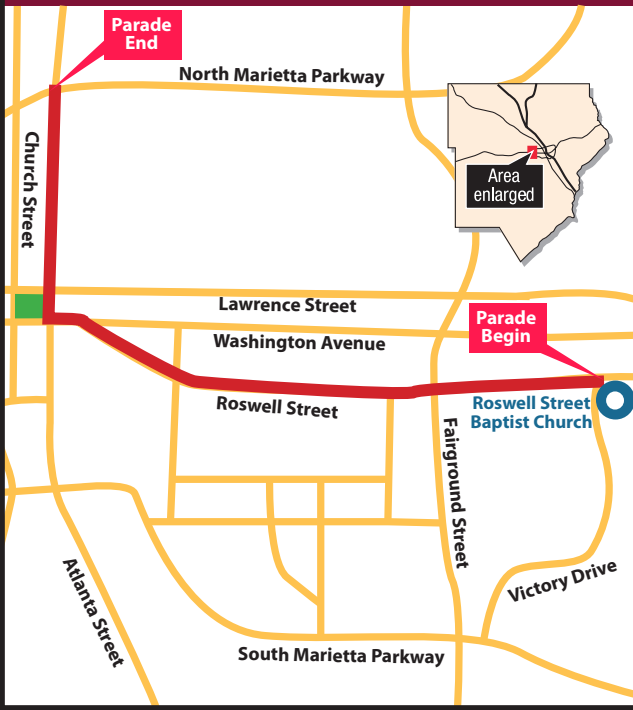 Parade
End
North Marietta Parkway
Church Street
Area
enlarged
Lawrence Street
Washington Avenue
Parade
Begin
Roswell Street
Roswell Street
Baptist Church
Fairground Street
Victory Drive
Atlanta Street
South Marietta Parkway